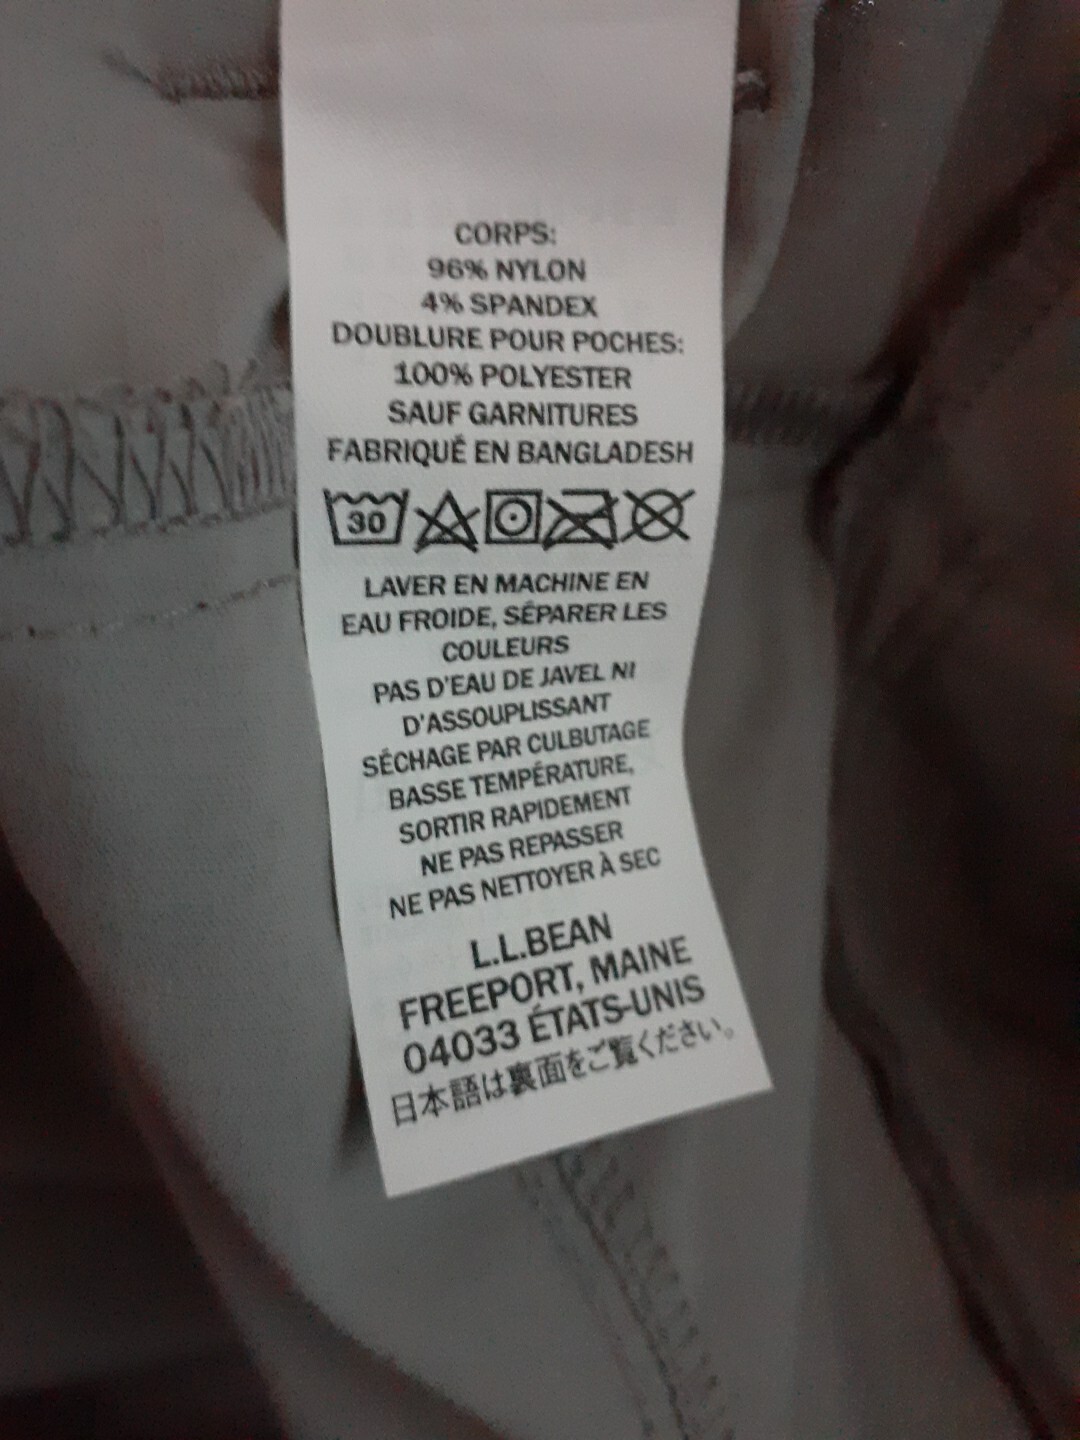 CORPS:
96% NYLON
4% SPANDEX
DOUBLURE POUR POCHES:
100% POLYESTER
SAUF GARNITURES
FABRIQUÉ EN BANGLADESH
30
LAVER EN MACHINE EN
EAU FROIDE, SÉPARER LES
COULEURS
PAS D'EAU DE JAVEL NI
D'ASSOUPLISSANT
SÉCHAGE PAR CULBUTAGE
BASSE TEMPÉRATURE,
SORTIR RAPIDEMENT
NE PAS REPASSER
NE PAS NETTOYER À SEC
L.L.BEAN
FREEPORT, MAINE
04033 ÉTATS-UNIS
日本語は裏面をご覧ください。